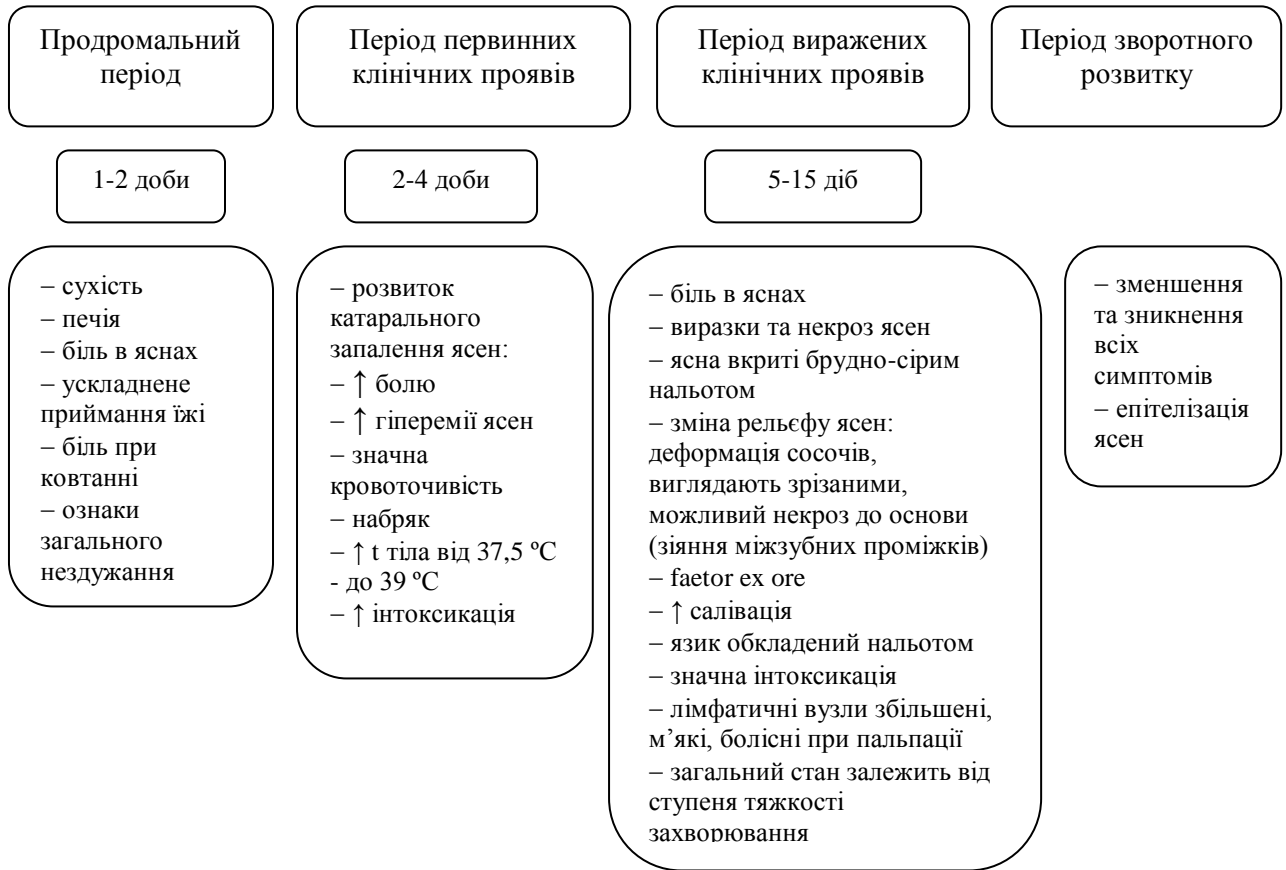 Продромальний
період
Період первинних
клінічних проявів
Період виражених
клінічних проявів
Період зворотного
розвитку
1-2 доби
2-4 доби
5-15 діб
– сухість
– печія
– біль в яснах
– ускладнене
приймання їжі
– біль при
ковтанні
– ознаки
загального
нездужання
– розвиток
катарального
запалення ясен:
– ↑ болю
– ↑ гіперемії ясен
– значна
кровоточивість
– набряк
– ↑ t тіла від 37,5 ºС
- до 39 ºС
– ↑ інтоксикація
– біль в яснах
– виразки та некроз ясен
– ясна вкриті брудно-сірим
нальотом
– зміна рельєфу ясен:
деформація сосочів,
виглядають зрізаними,
можливий некроз до основи
(зіяння міжзубних проміжків)
– faetor ex ore
– ↑ салівація
– язик обкладений нальотом
– значна інтоксикація
– лімфатичні вузли збільшені,
м’які, болісні при пальпації
– загальний стан залежить від
ступеня тяжкості
захворювання
– зменшення
та зникнення
всіх
симптомів
– епітелізація
ясен